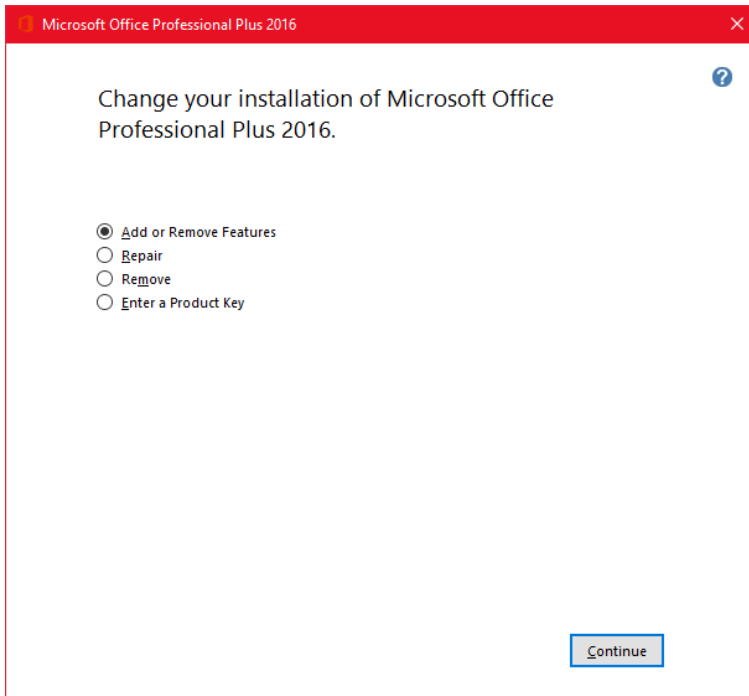 Microsoft Office Professional Plus 2016
Change your installation of Microsoft Office
Professional Plus 2016.
Add or Remove Features
Repair
Remove
Enter a Product Key
Continue